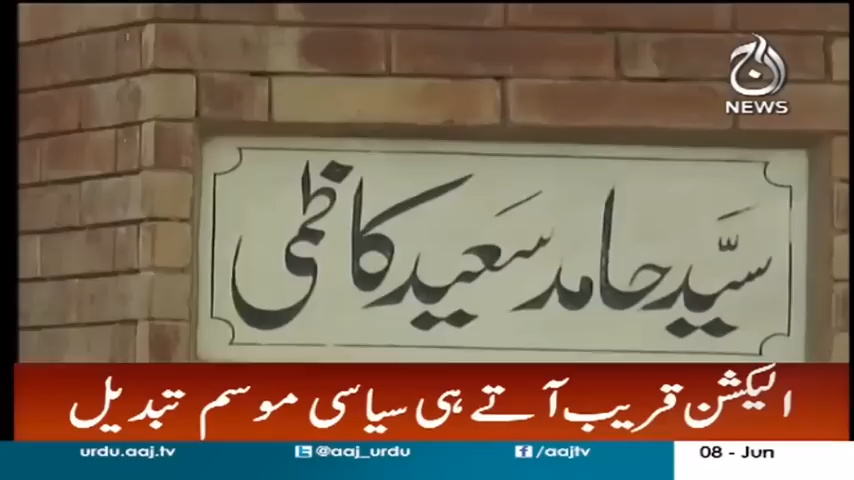 آج
NEWS
سیّد حامد سعید کاظمی
الیکشن قریب آتے ہی سیاسی موسم تبدیل
urdu.aaj.tv
@aaj_urdu
f/aajtv
08 - Jun